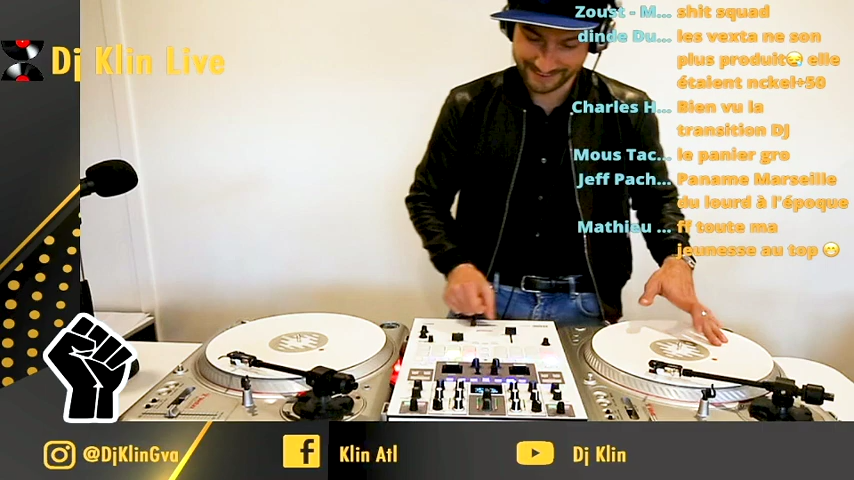 Zoust - M... shit squad
dinde Du... les vexta ne son
plus produit😪 elle
étaient nckel+50
Charles H... Bien vu la
transition DJ
Mous Tac... le panier gro
Jeff Pach... Paname Marseille
du lourd à l'époque
Mathieu ... ff toute ma
jeunesse au top 😁
Dj Klin Live
@DjKlinGva
Klin Atl
Dj Klin